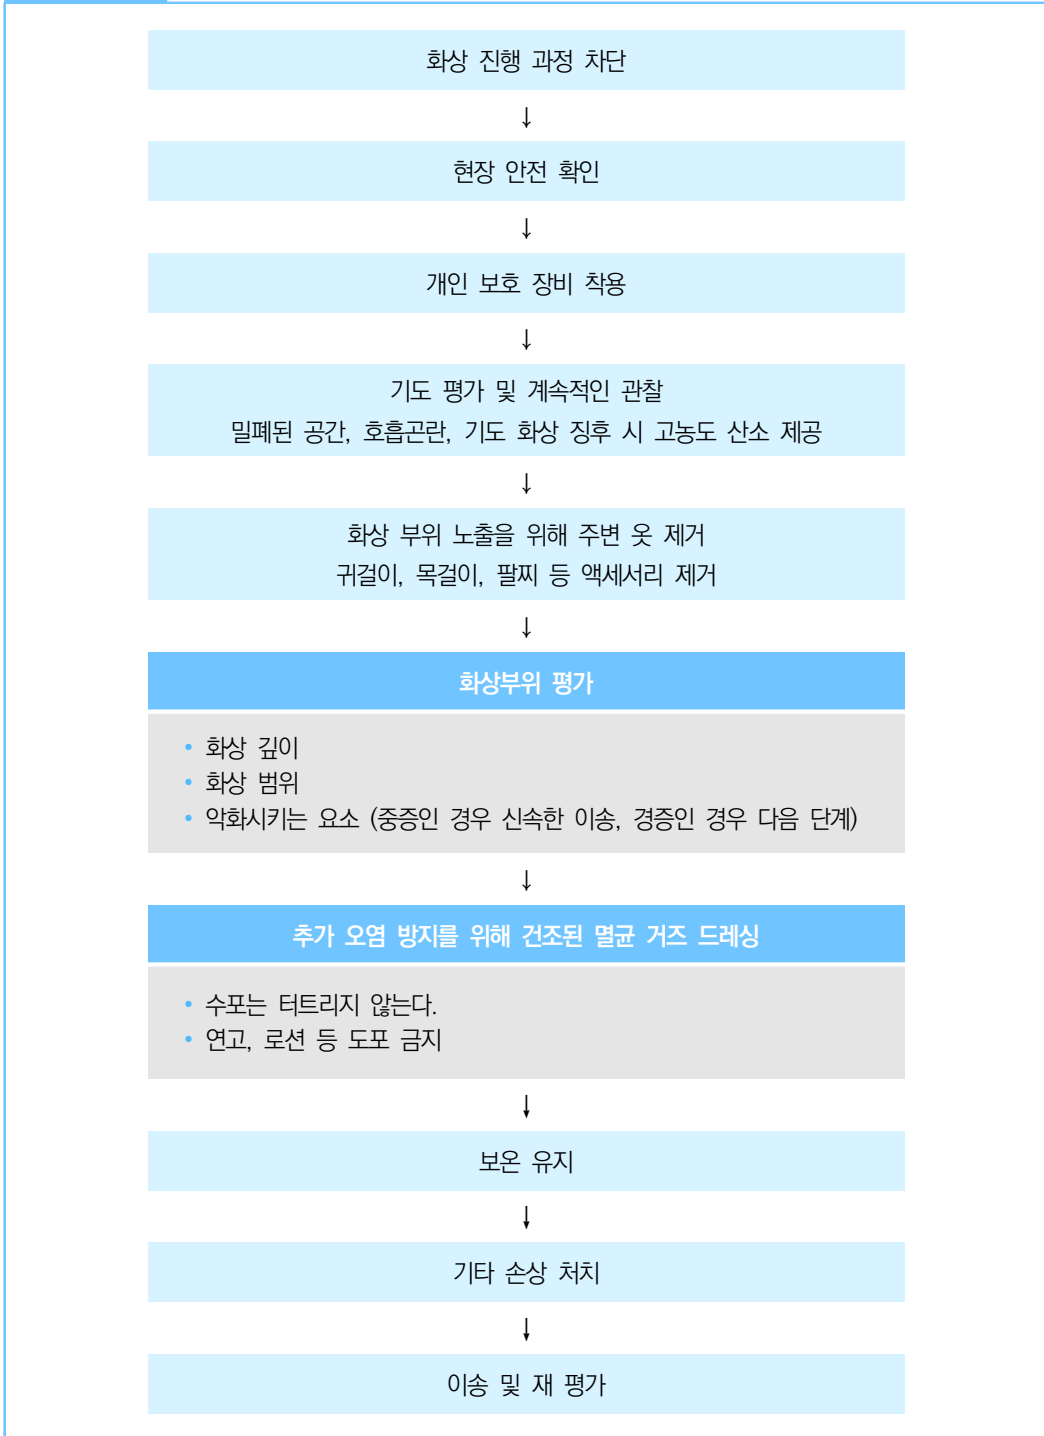 화상 진행 과정 차단
↓
현장 안전 확인
↓
개인 보호 장비 착용
↓
기도 평가 및 계속적인 관찰
밀폐된 공간, 호흡곤란, 기도 화상 징후 시 고농도 산소 제공
↓
화상 부위 노출을 위해 주변 옷 제거
귀걸이, 목걸이, 팔찌 등 액세서리 제거
↓
화상부위 평가
• 화상 깊이
• 화상 범위
• 악화시키는 요소 (중증인 경우 신속한 이송, 경증인 경우 다음 단계)
↓
추가 오염 방지를 위해 건조된 멸균 거즈 드레싱
• 수포는 터트리지 않는다.
• 연고, 로션 등 도포 금지
↓
보온 유지
↓
기타 손상 처치
↓
이송 및 재 평가